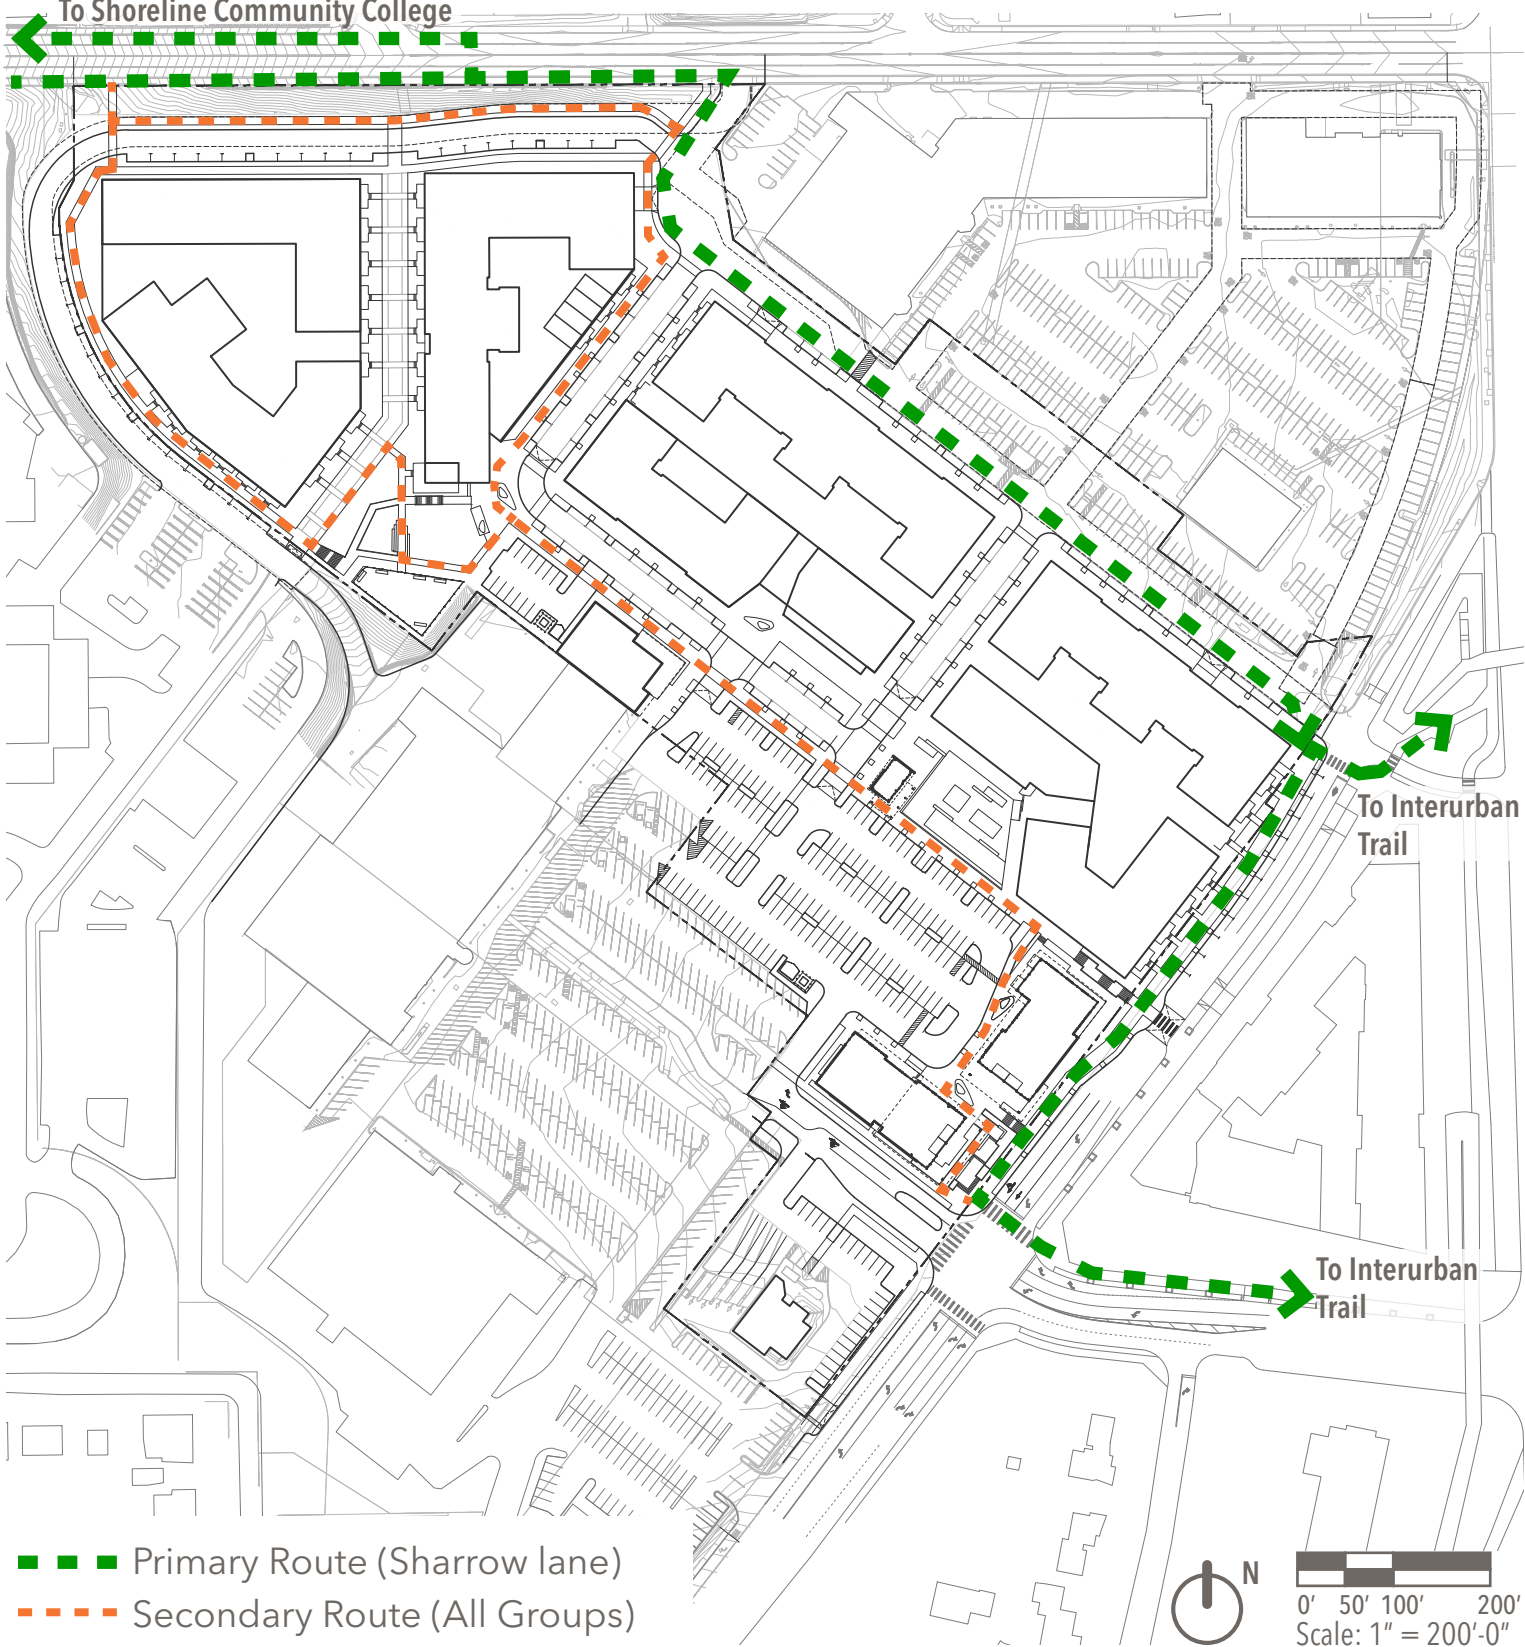 To Shoreline Community College
To Interurban
Trail
To Interurban
Trail
Primary Route (Sharrow lane)
Secondary Route (All Groups)
N
0' 50' 100' 200'
Scale: 1" = 200'-0"